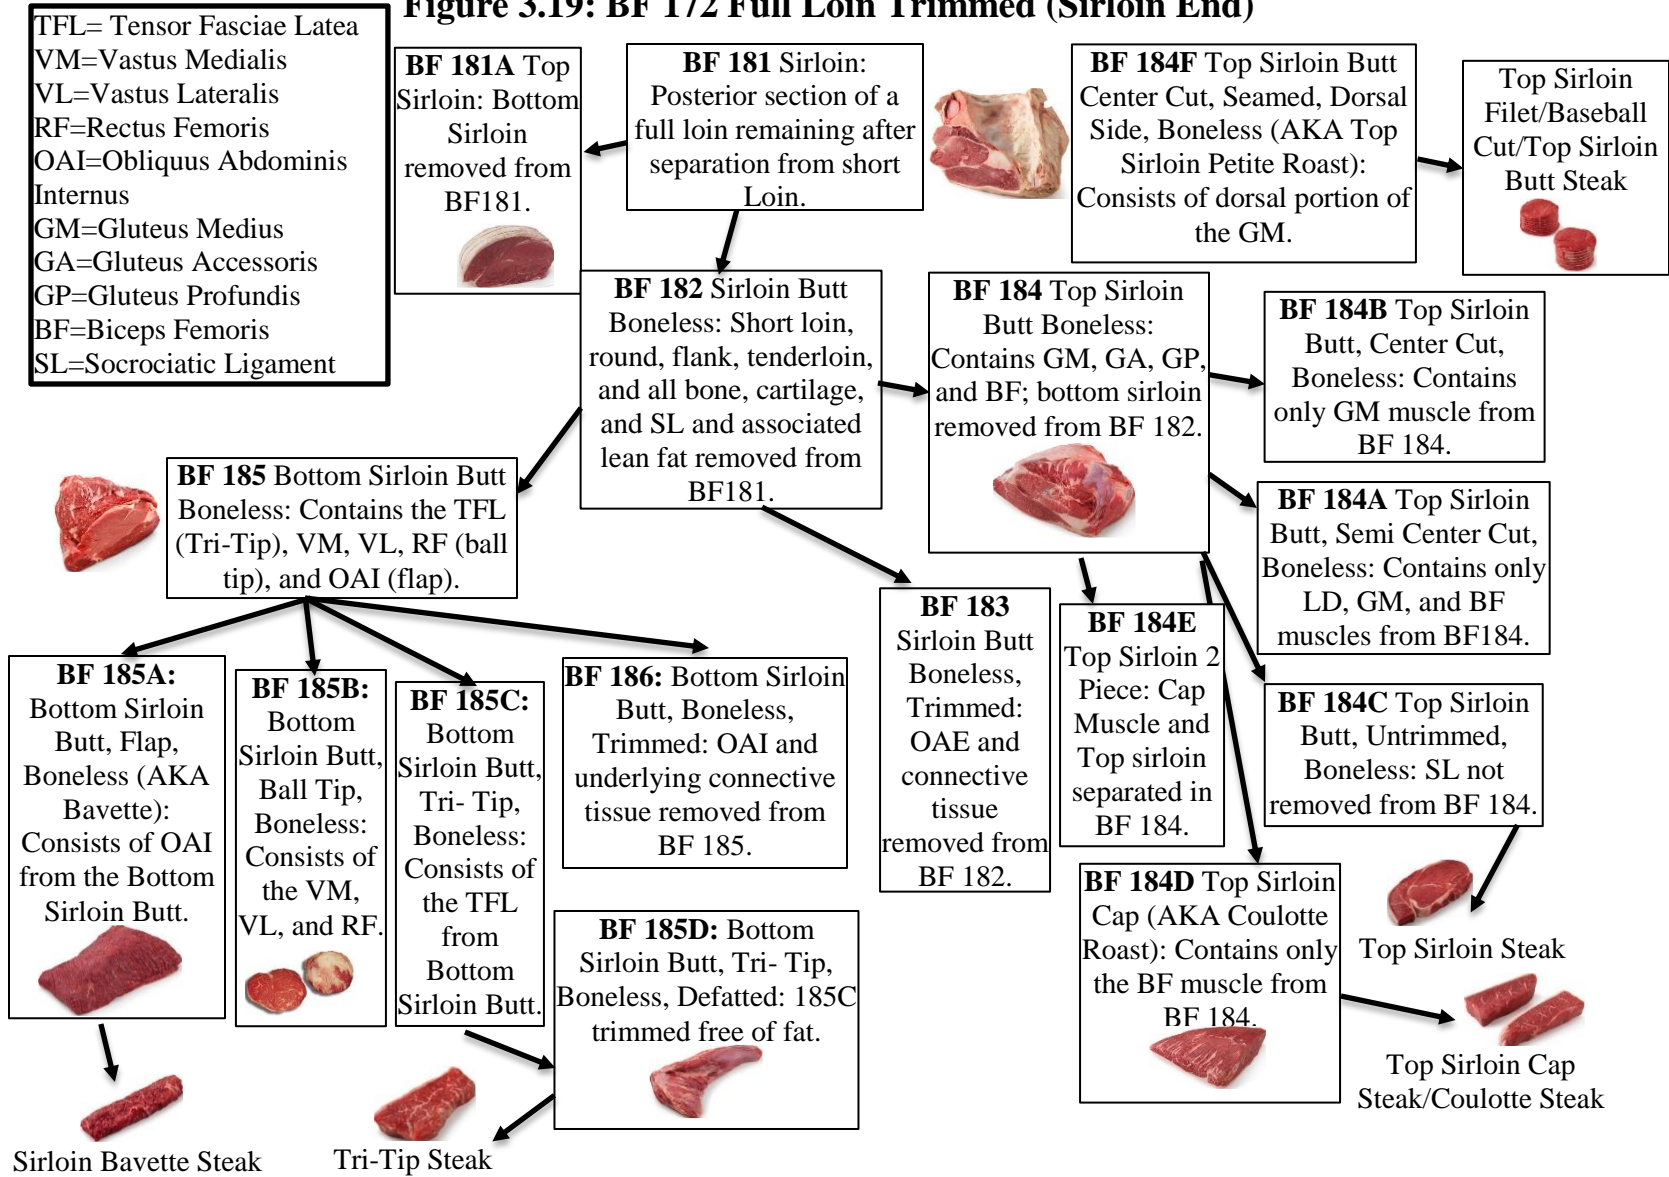 Figure 3.19: BF 172 Full Loin Trimmed (Sirloin End)
TFL= Tensor Fasciae Latea
VM=Vastus Medialis
VL=Vastus Lateralis
RF=Rectus Femoris
OAI=Obliquus Abdominis
Internus
GM=Gluteus Medius
GA=Gluteus Accessoris
GP=Gluteus Profundis
BF=Biceps Femoris
SL=Socrociatic Ligament
BF 181A Top
Sirloin: Bottom
Sirloin
removed from
BF181.
BF 181 Sirloin:
Posterior section of a
full loin remaining after
separation from short
Loin.
BF 184F Top Sirloin Butt
Center Cut, Seamed, Dorsal
Side, Boneless (AKA Top
Sirloin Petite Roast):
Consists of dorsal portion of
the GM.
Top Sirloin
Filet/Baseball
Cut/Top Sirloin
Butt Steak
BF 182 Sirloin Butt
Boneless: Short loin,
round, flank, tenderloin,
and all bone, cartilage,
and SL and associated
lean fat removed from
BF181.
BF 184 Top Sirloin
Butt Boneless:
Contains GM, GA, GP,
and BF; bottom sirloin
removed from BF 182.
BF 184B Top Sirloin
Butt, Center Cut,
Boneless: Contains
only GM muscle from
BF 184.
BF 185 Bottom Sirloin Butt
Boneless: Contains the TFL
(Tri-Tip), VM, VL, RF (ball
tip), and OAI (flap).
BF 184A Top Sirloin
Butt, Semi Center Cut,
Boneless: Contains only
LD, GM, and BF
muscles from BF184.
BF 185A:
Bottom Sirloin
Butt, Flap,
Boneless (AKA
Bavette):
Consists of OAI
from the Bottom
Sirloin Butt.
BF 185B:
Bottom
Sirloin Butt,
Ball Tip,
Boneless:
Consists of
the VM,
VL, and RF.
BF 185C:
Bottom
Sirloin Butt,
Tri- Tip,
Boneless:
Consists of
the TFL
from
Bottom
Sirloin Butt.
BF 186: Bottom Sirloin
Butt, Boneless,
Trimmed: OAI and
underlying connective
tissue removed from
BF 185.
BF 183
Sirloin Butt
Boneless,
Trimmed:
OAE and
connective
tissue
removed from
BF 182.
BF 184E
Top Sirloin 2
Piece: Cap
Muscle and
Top sirloin
separated in
BF 184.
BF 184C Top Sirloin
Butt, Untrimmed,
Boneless: SL not
removed from BF 184.
BF 185D: Bottom
Sirloin Butt, Tri- Tip,
Boneless, Defatted: 185C
trimmed free of fat.
BF 184D Top Sirloin
Cap (AKA Coulotte
Roast): Contains only
the BF muscle from
BF 184.
Top Sirloin Steak
Top Sirloin Cap
Steak/Coulotte Steak
Sirloin Bavette Steak
Tri-Tip Steak